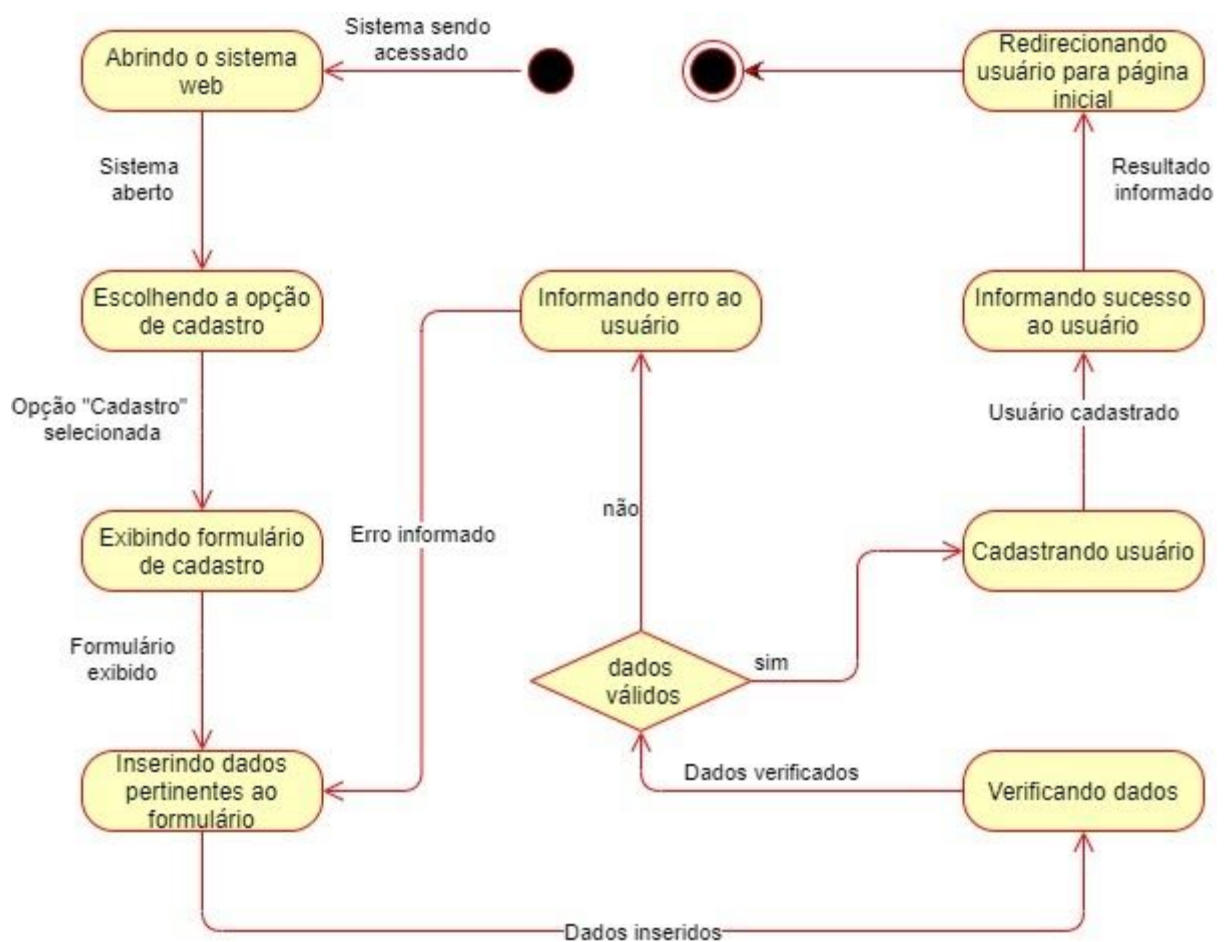 Sistema sendo
acessado
Abrindo o sistema
web
Redirecionando
usuário para página
inicial
Sistema
aberto
Resultado
informado
Escolhendo a opção
de cadastro
Informando erro ao
usuário
Informando sucesso
ao usuário
Opção "Cadastro"
selecionada
Usuário cadastrado
não
Erro informado
Exibindo formulário
de cadastro
Cadastrando usuário
Formulário
exibido
dados
válidos
sim
Inserindo dados
pertinentes ao
formulário
Dados verificados
Verificando dados
Dados inseridos